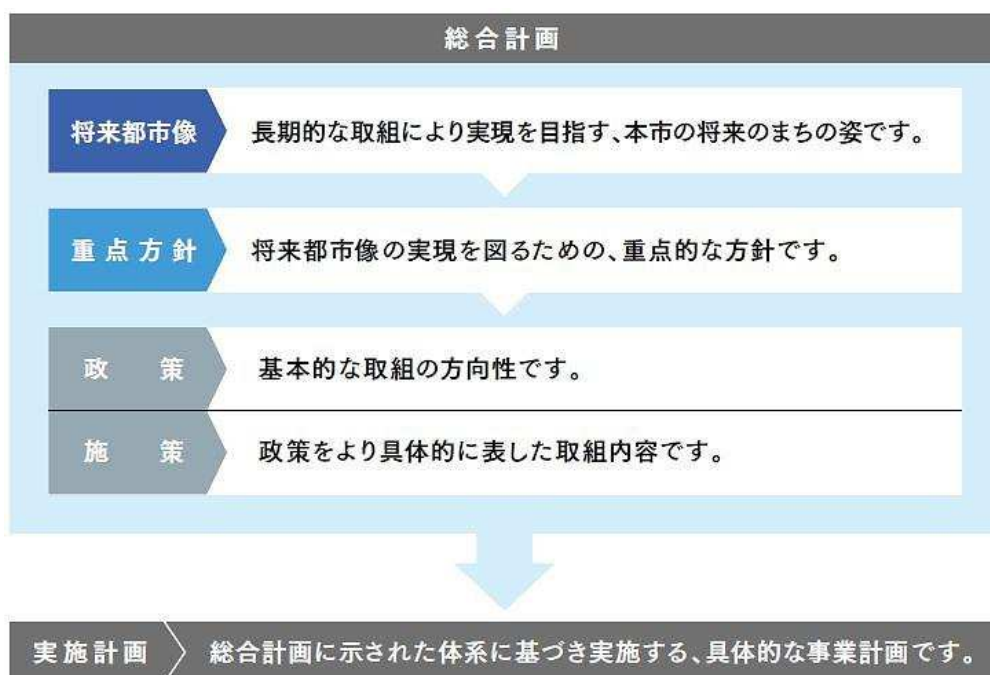 総合計画
将来都市像
長期的な取組により実現を目指す、本市の将来のまちの姿です。
重点方針
将来都市像の実現を図るための、重点的な方針です。
政策
基本的な取組の方向性です。
施策
政策をより具体的に表した取組内容です。
実施計画
総合計画に示された体系に基づき実施する、具体的な事業計画です。